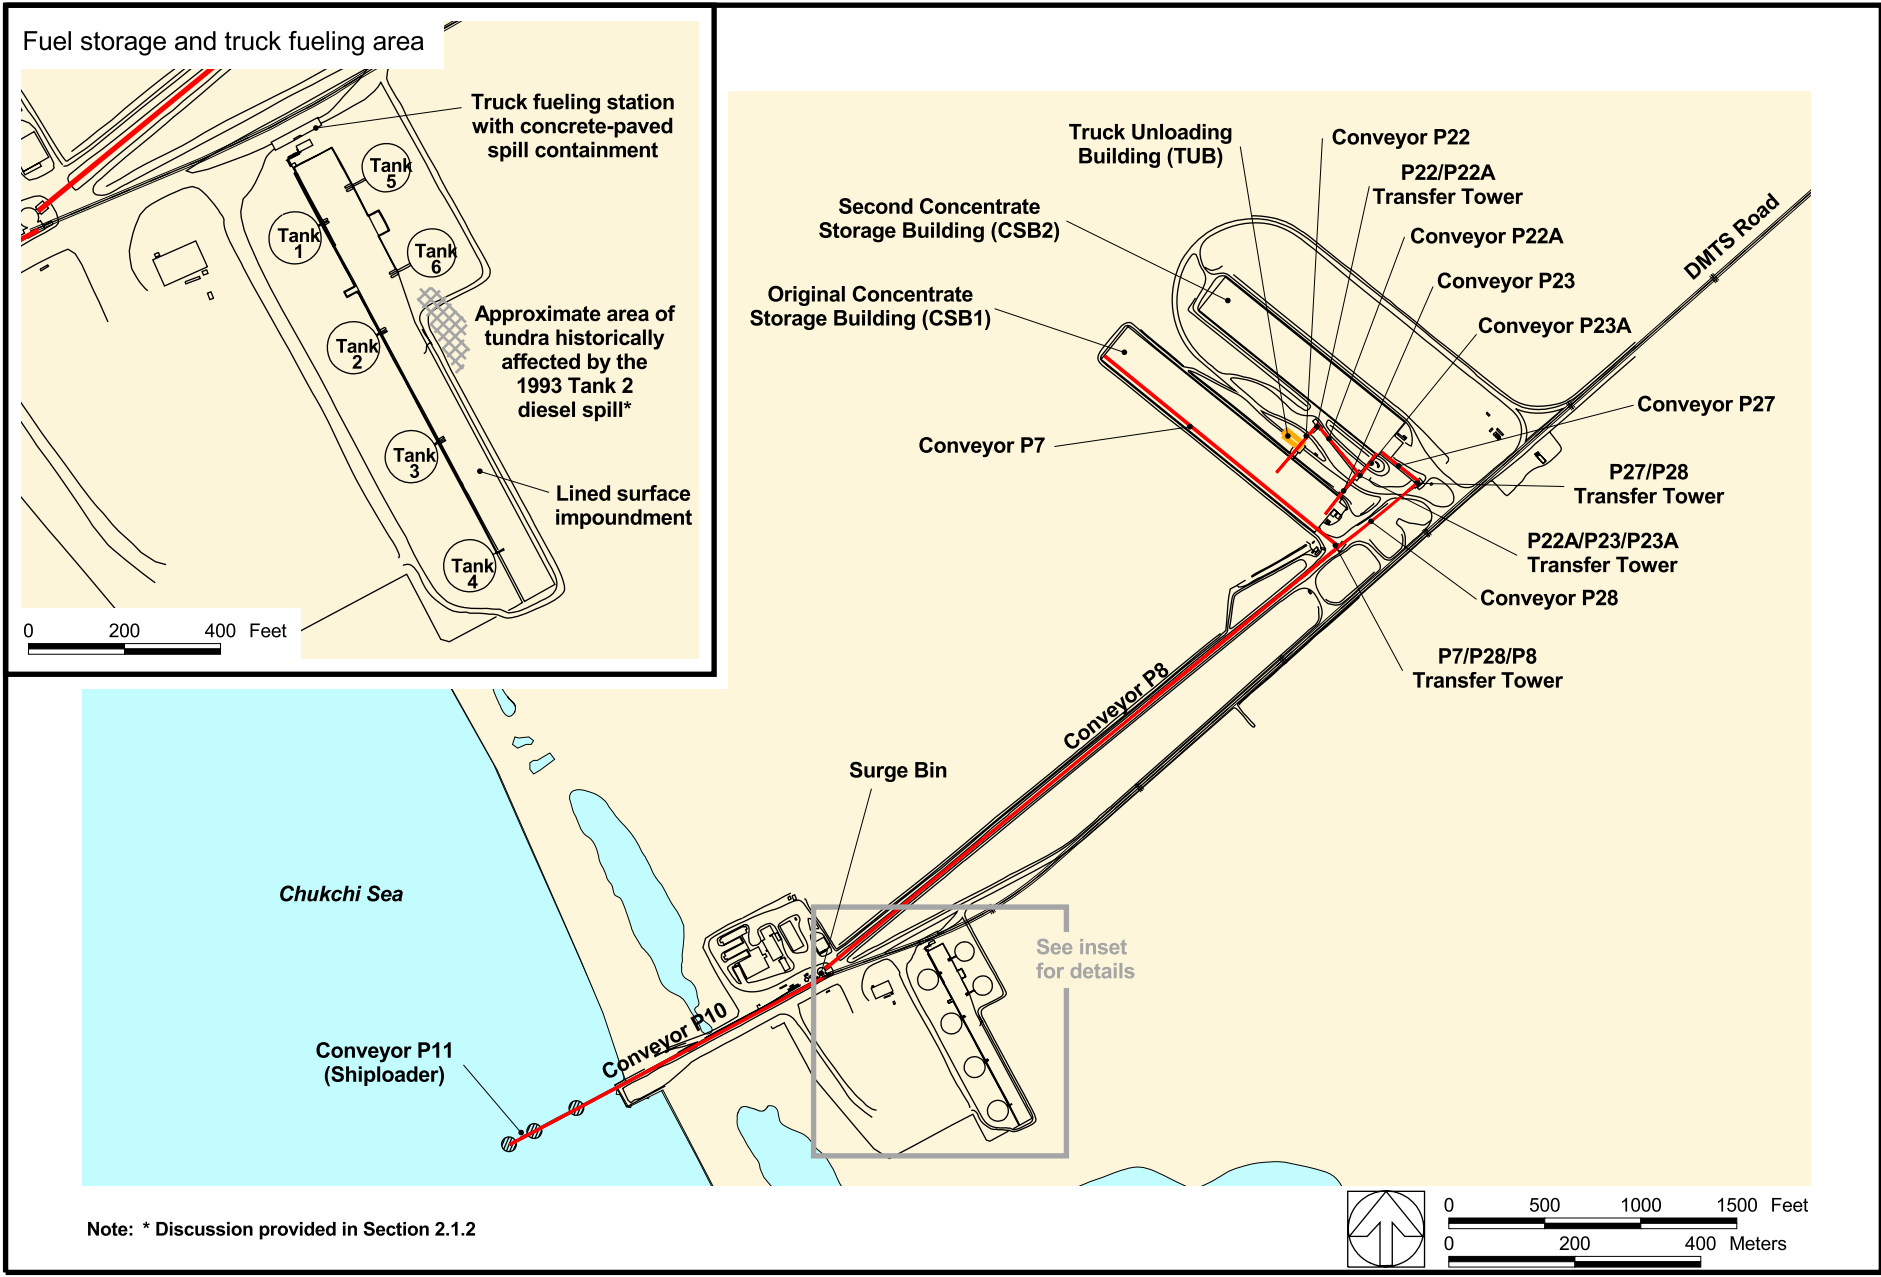 Fuel storage and truck fueling area
Truck fueling station
with concrete-paved
spill containment
Tank
5
Tank
1
Tank
6
Approximate area of
tundra historically
affected by the
1993 Tank 2
diesel spill*
Tank
2
Tank
3
Lined surface
impoundment
Tank
4
0 200 400 Feet
Truck Unloading
Building (TUB)
Conveyor P22
P22/P22A
Transfer Tower
Second Concentrate
Storage Building (CSB2)
Conveyor P22A
DMTS Road
Conveyor P23
Original Concentrate
Storage Building (CSB1)
Conveyor P23A
Conveyor P27
Conveyor P7
P27/P28
Transfer Tower
P22A/P23/P23A
Transfer Tower
Conveyor P28
P7/P28/P8
Transfer Tower
Conveyor P8
Surge Bin
Chukchi Sea
See inset
for details
Conveyor P10
Conveyor P11
(Shiploader)
Note: * Discussion provided in Section 2.1.2
0 500 1000 1500 Feet
0 200 400 Meters